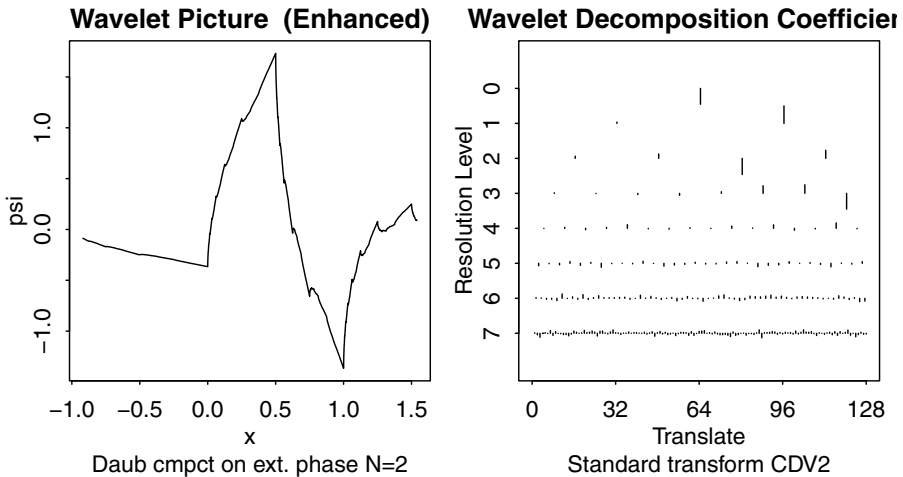 Wavelet Picture (Enhanced)
psi
1.0
0.0
−1.0
−1.0 −0.5 0.0 0.5 1.0 1.5
x
Daub cmpct on ext. phase N=2
Wavelet Decomposition Coefficien
Resolution Level
0
1
2
3
4
5
6
7
0 32 64 96 128
Translate
Standard transform CDV2